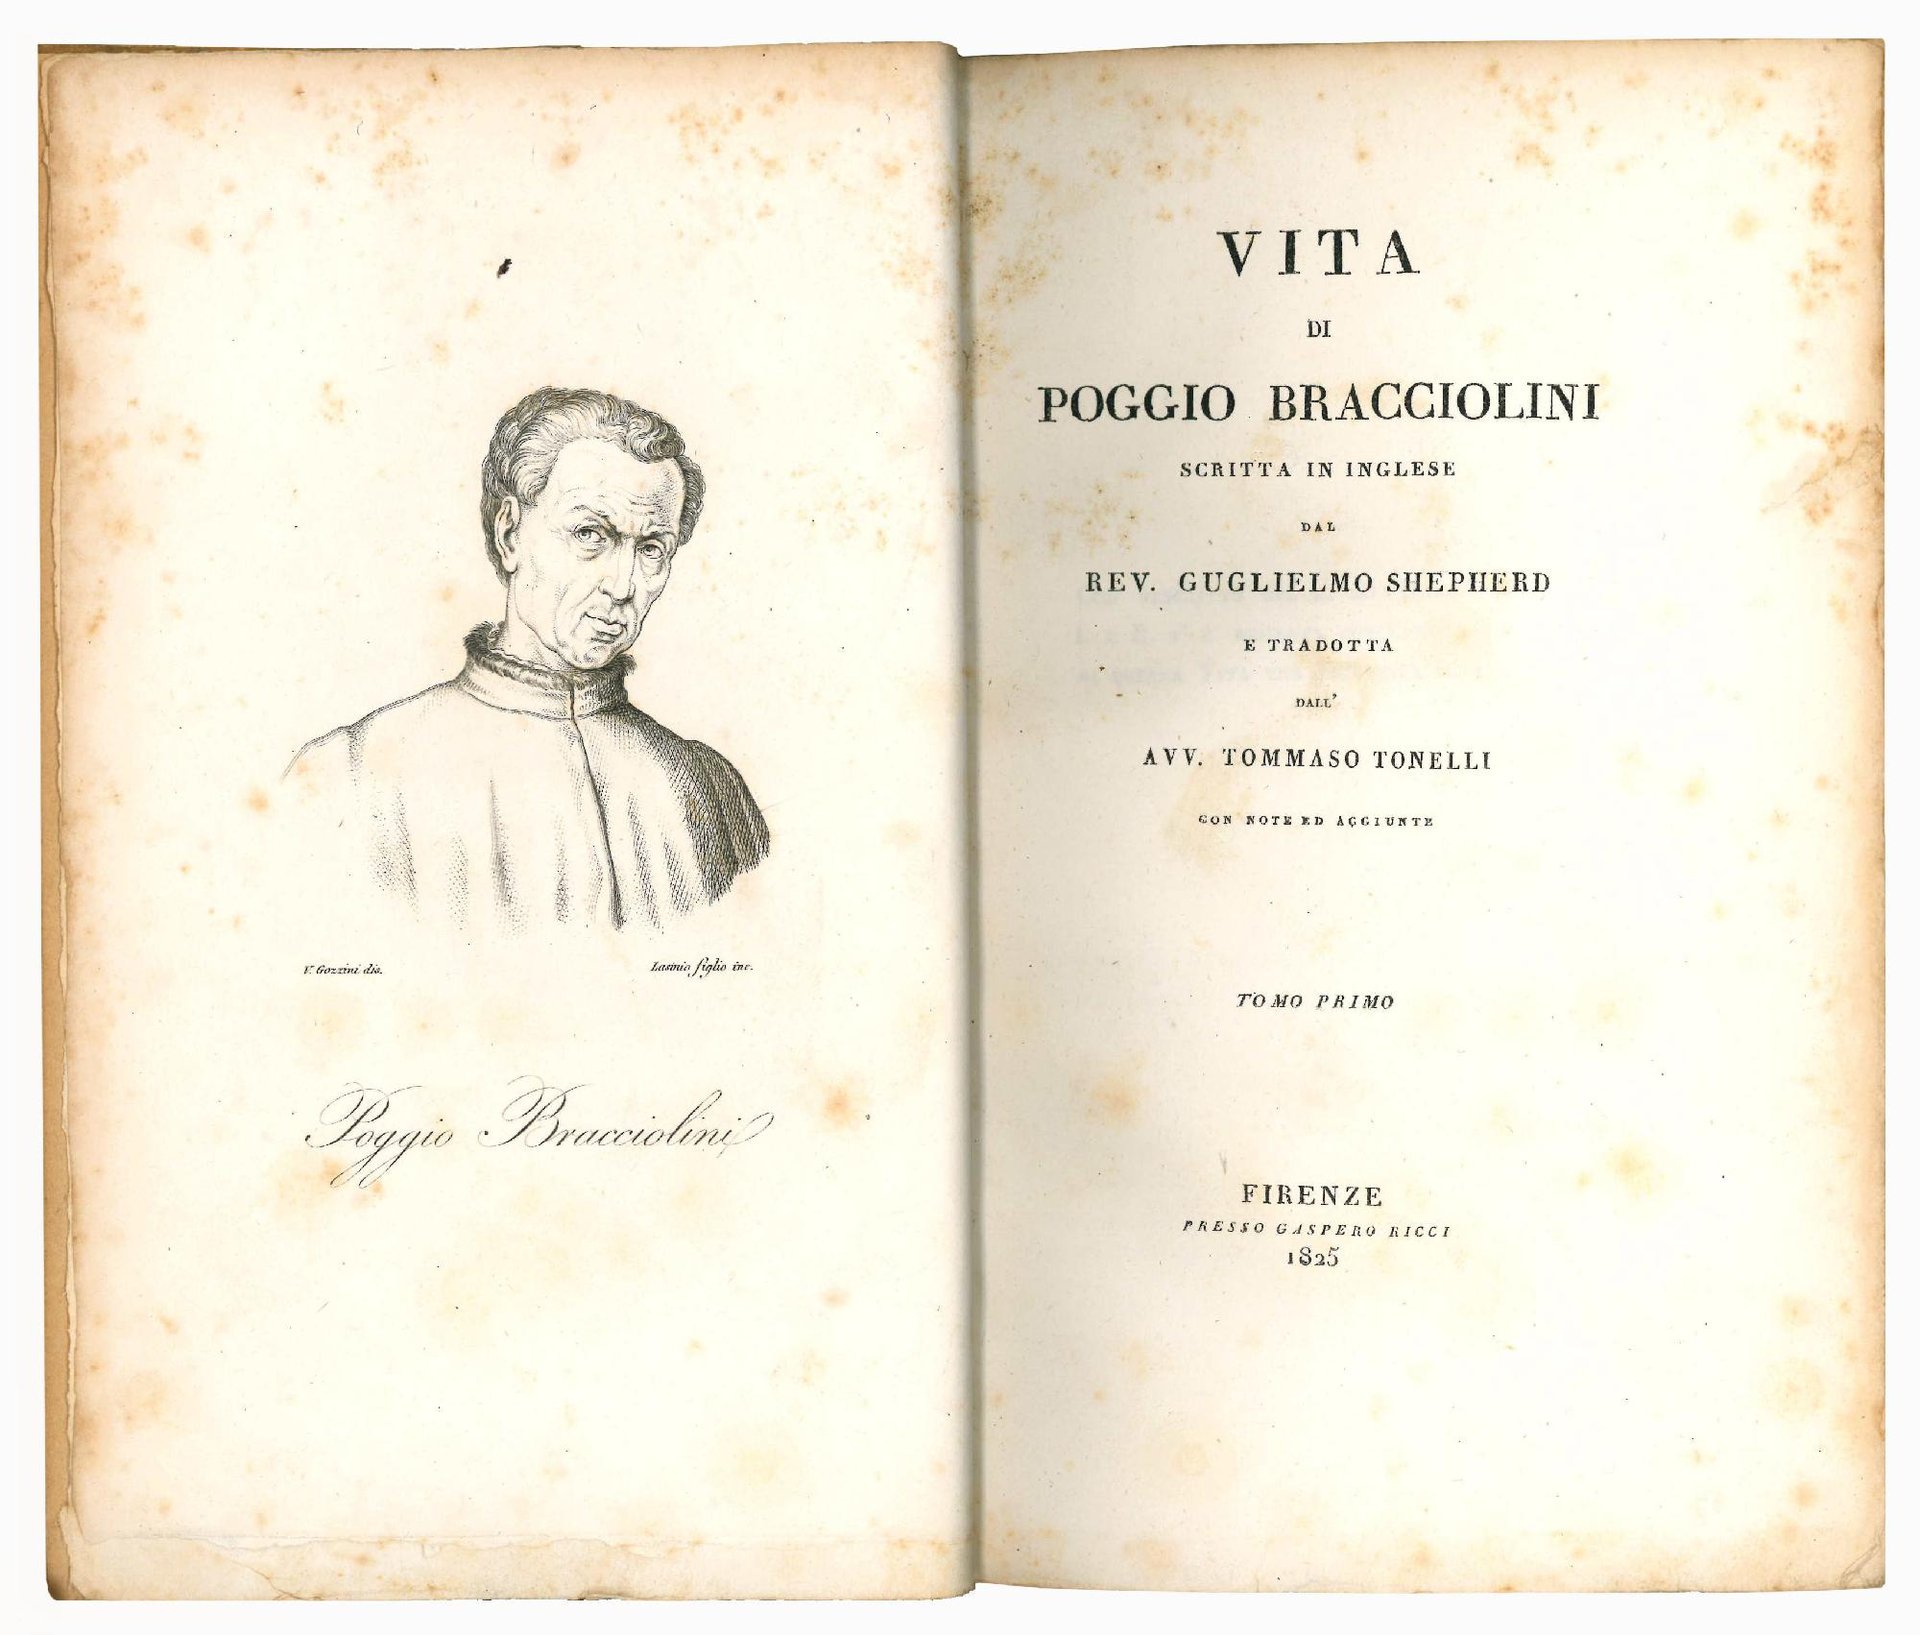 V. Gozzini dis.
Lasinio figlio inc.
Poggio Bracciolini
VITA
DI
POGGIO BRACCIOLINI
SCRITTA IN INGLESE
DAL
REV. GUGLIELMO SHEPHERD
E TRADOTTA
DALL'
AVV. TOMMASO TONELLI
CON NOTE ED AGGIUNTE
TOMO PRIMO
FIRENZE
PRESSO GASPERO RICCI
1825